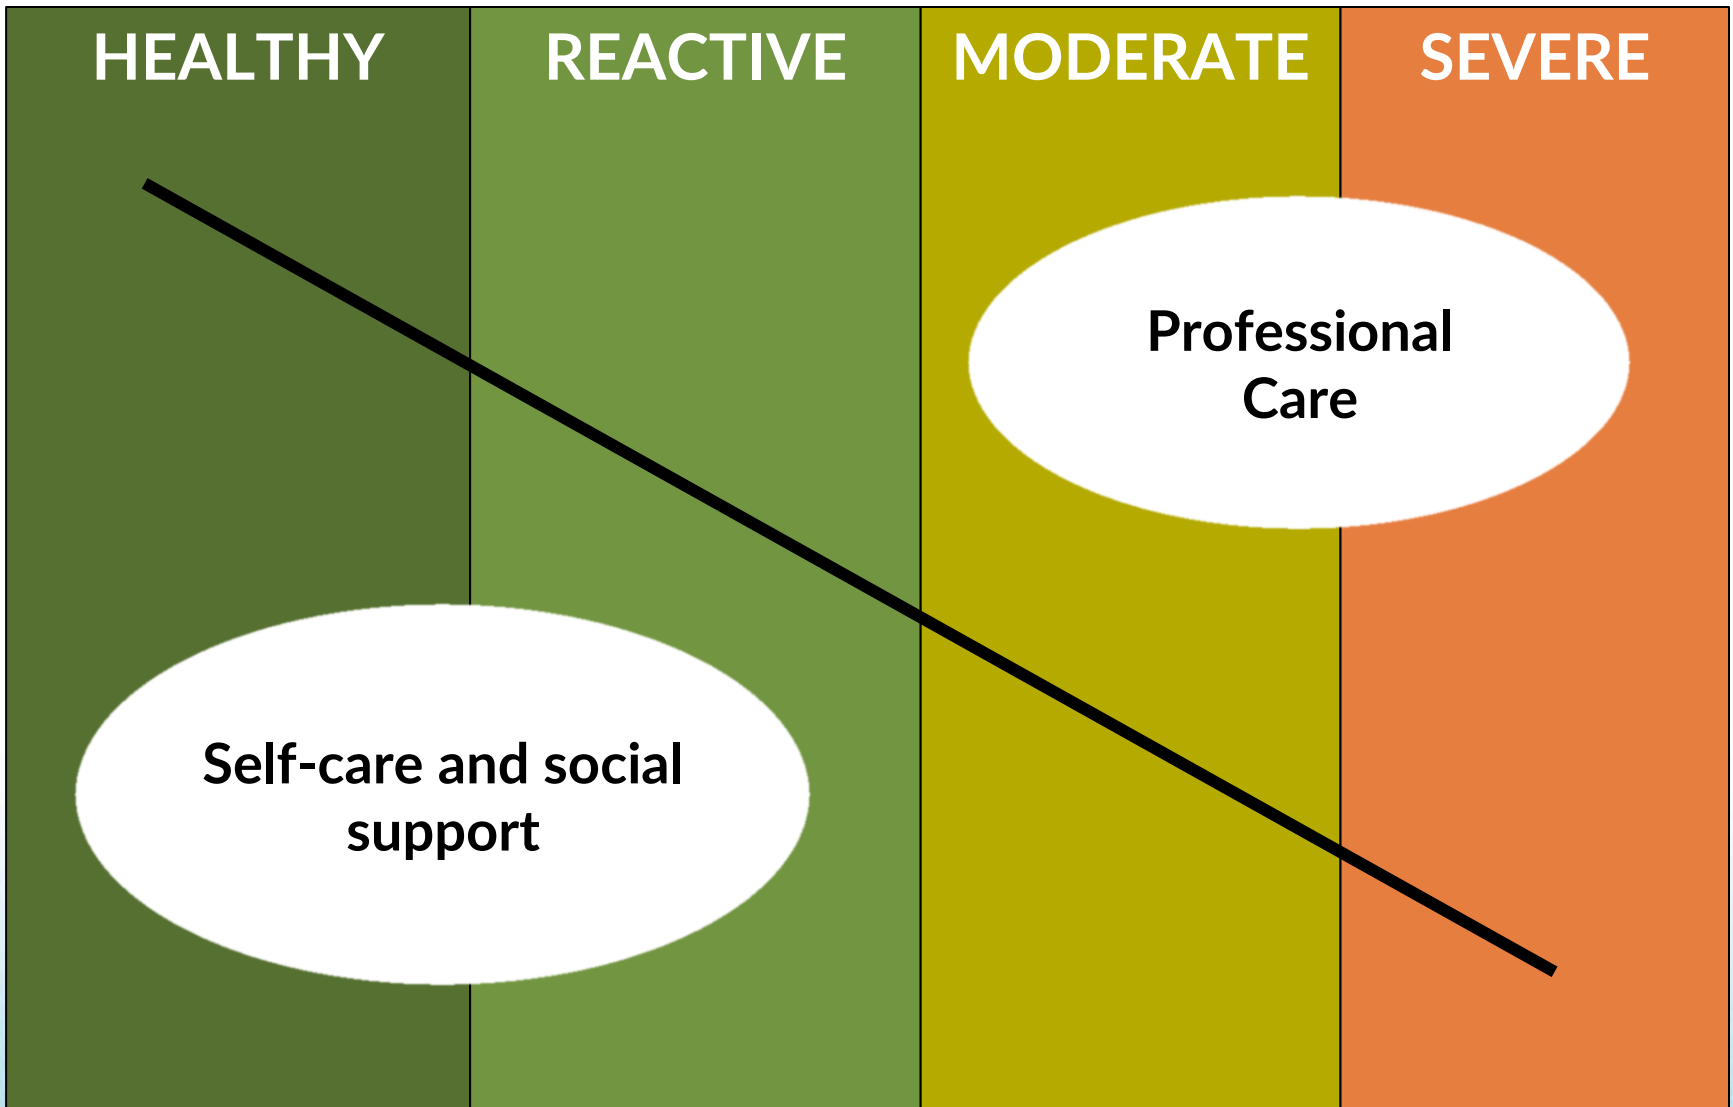 HEALTHY
REACTIVE
MODERATE
SEVERE
Professional
Care
Self-care and social
support